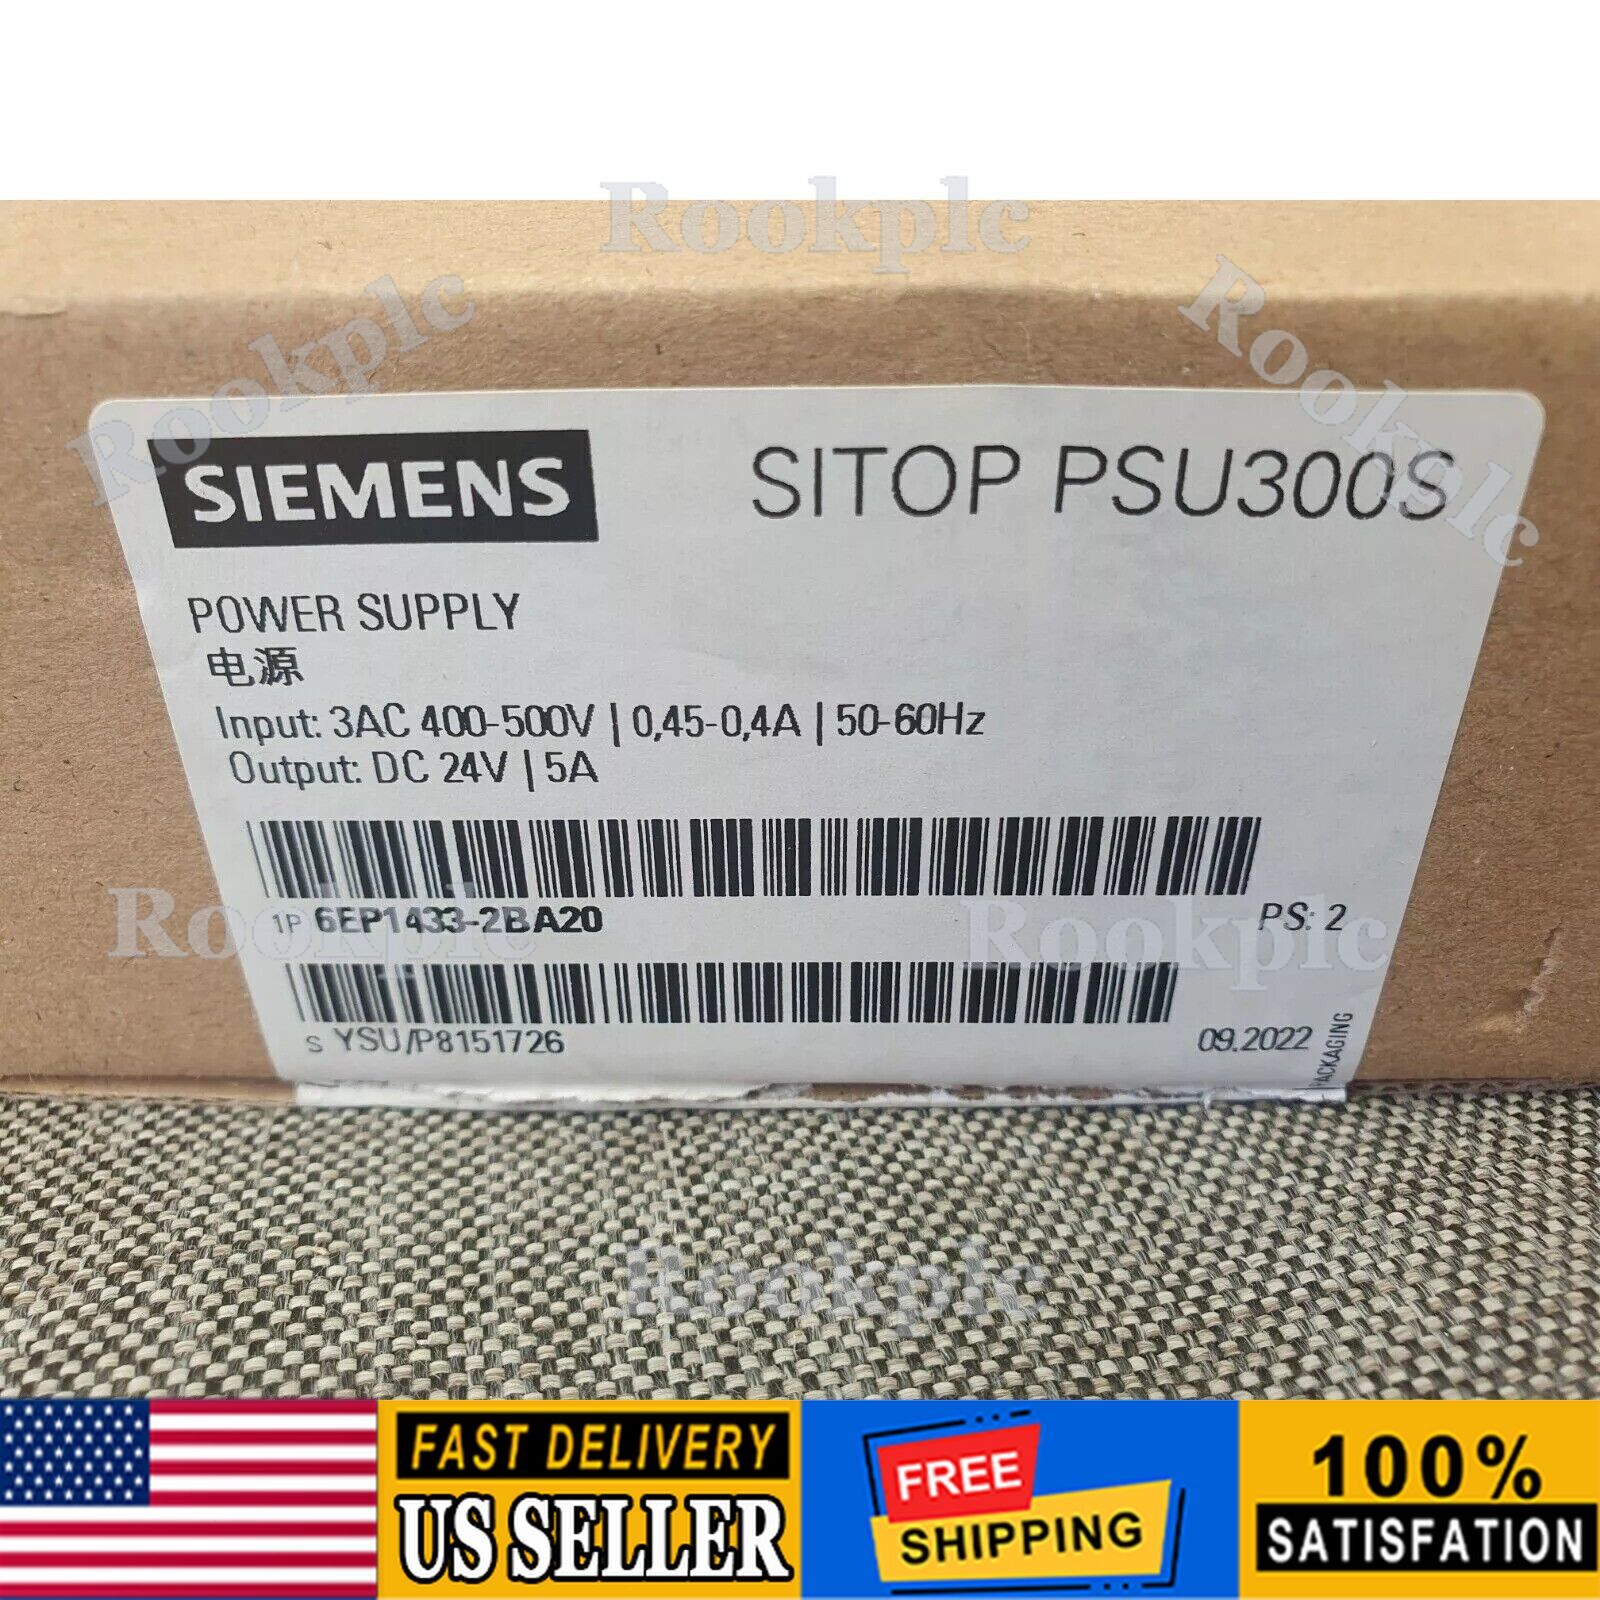 Rookplc
Rookplc
Rookplc
SIEMENS
SITOP PSU300S
POWER SUPPLY
电源
Input: 3AC 400-500V | 0,45-0,4A | 50-60Hz
Output: DC 24V | 5A
1P 6EP1433-2BA20
PS: 2
Rookplc
Rookplc
S YSU/P8151726
09.2022
PACKAGING
Rookplc
FAST DELIVERY
US SELLER
FREE
SHIPPING
100%
SATISFATION